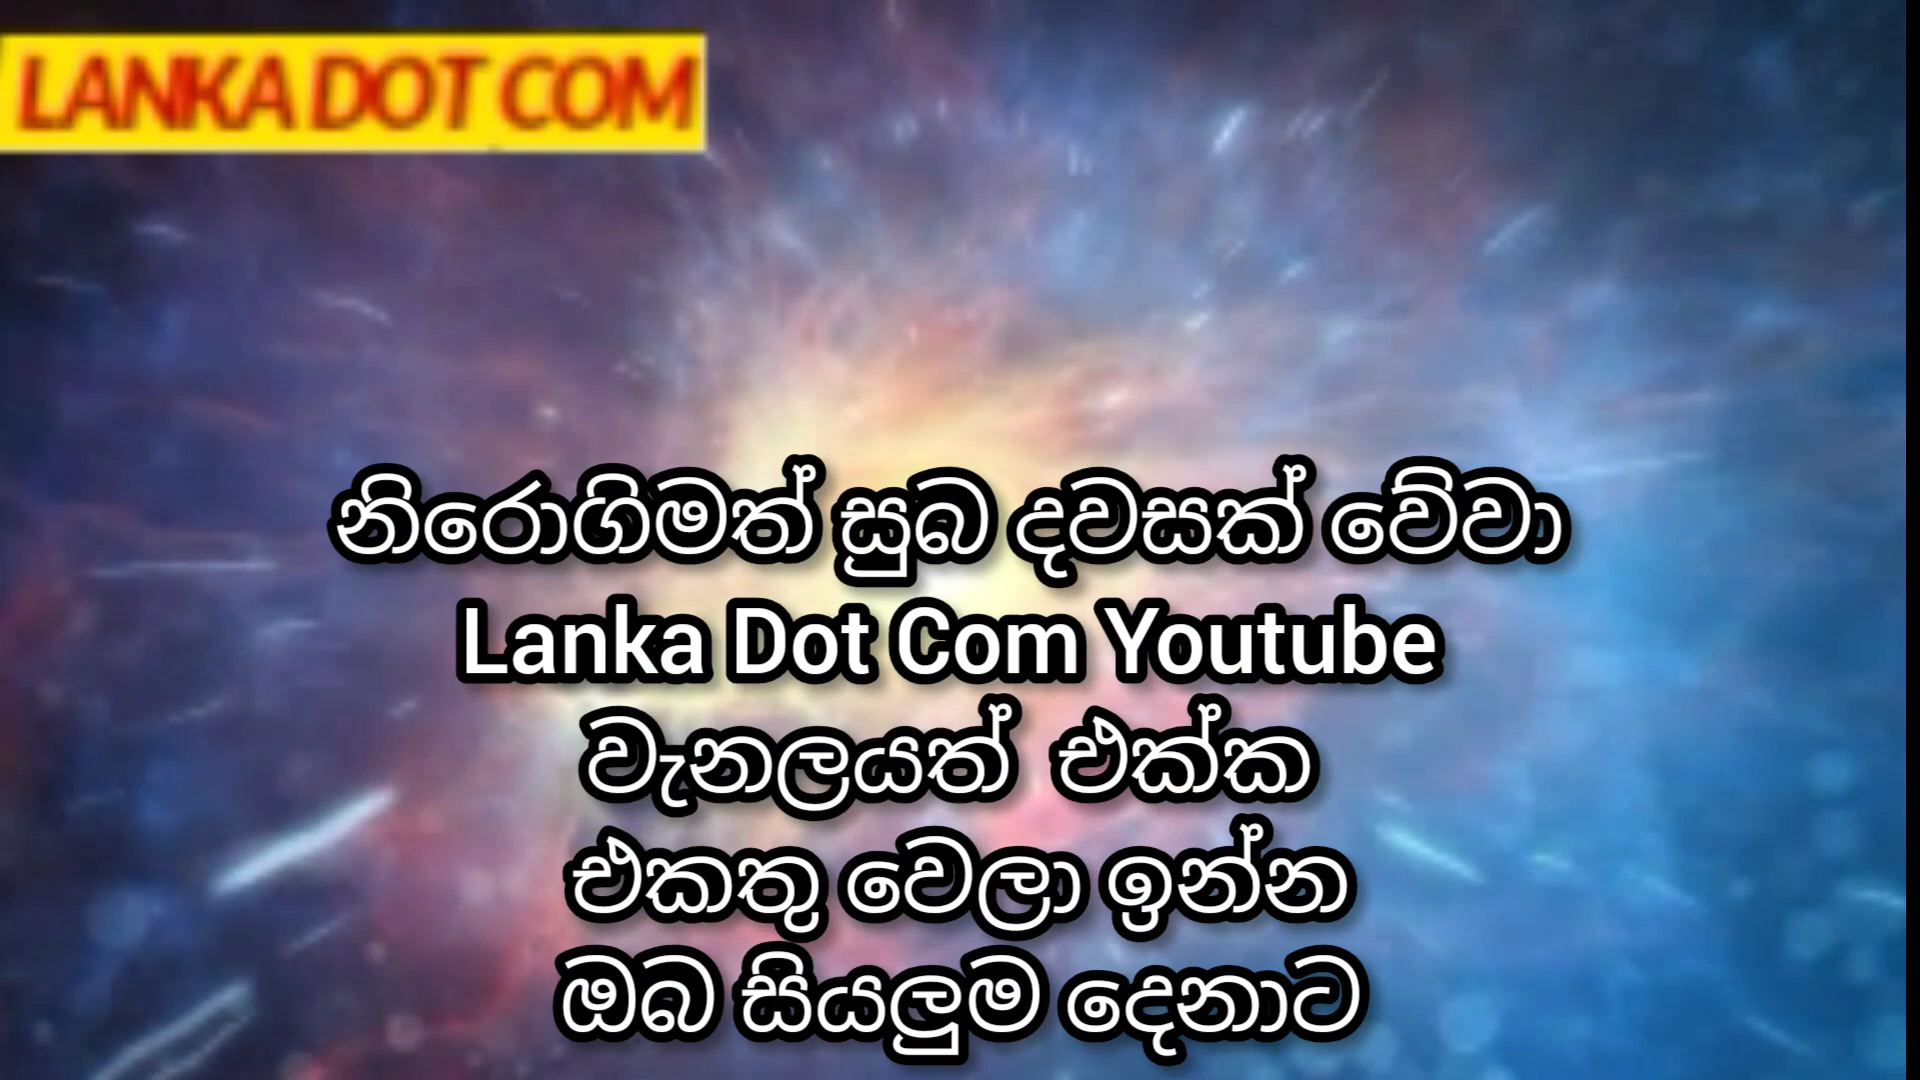 LANKA DOT COM
නිරොගිමත් සුබ දවසක් වේවා
Lanka Dot Com Youtube
වැනලයත් එක්ක
එකතු වෙලා ඉන්න
ඔබ සියලුම දෙනාට